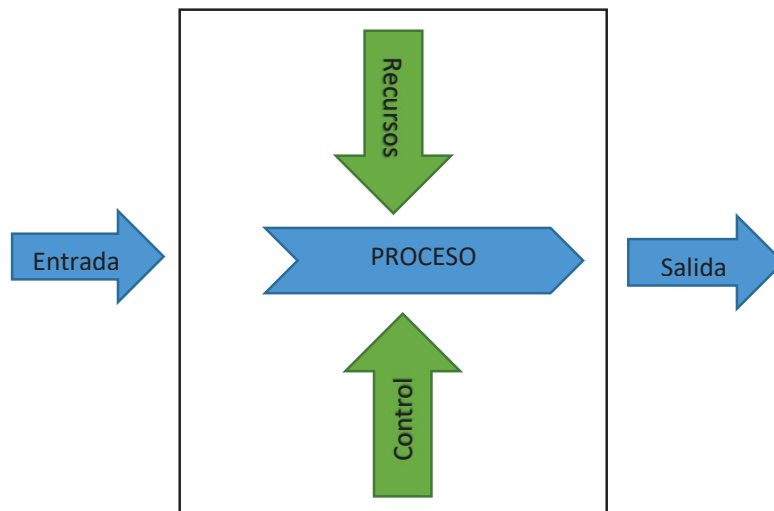 Recursos
Entrada
PROCESO
Salida
Control